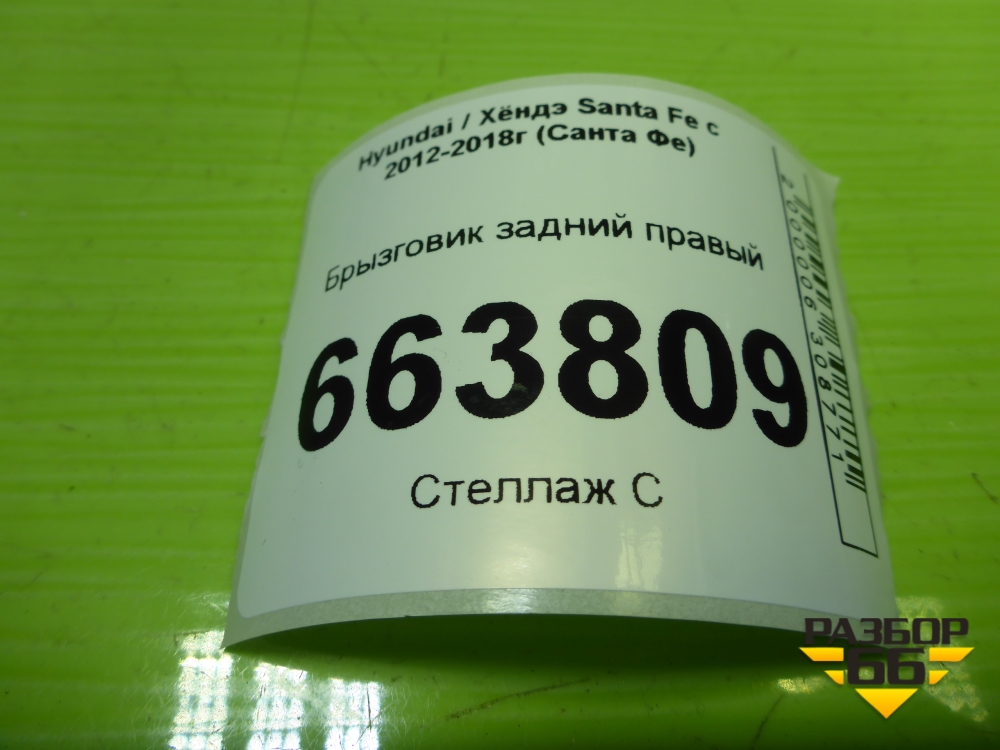 Hyundai / Хёндэ Santa Fe с
2012-2018г (Санта Фе)
Брызговик задний правый
663809
Стеллаж С
2000006308771
РАЗБОР
66